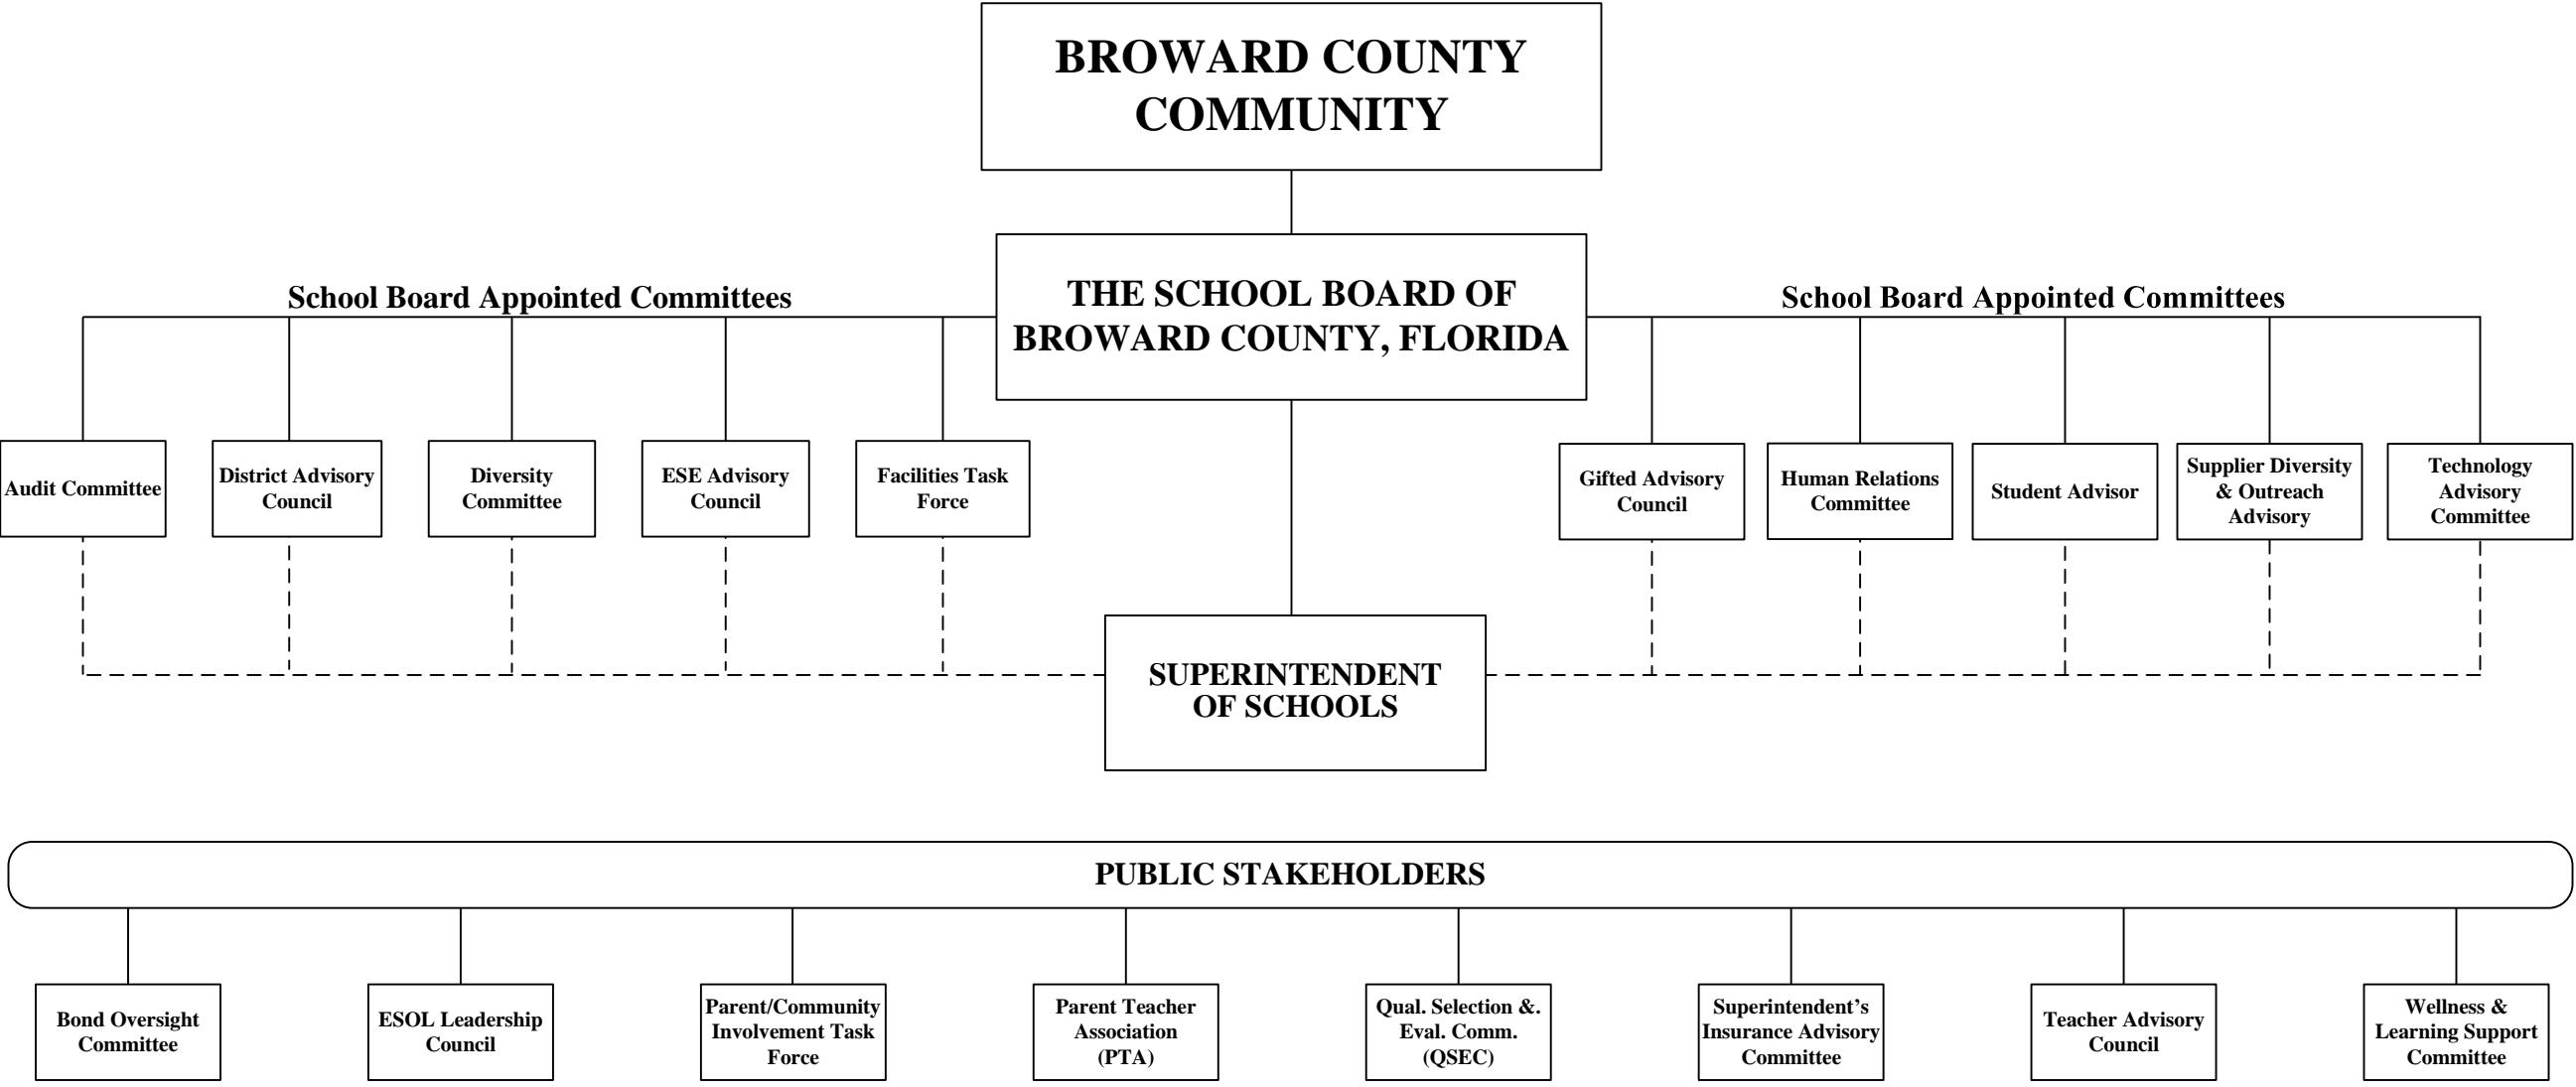 BROWARD COUNTY
COMMUNITY
THE SCHOOL BOARD OF
BROWARD COUNTY, FLORIDA
School Board Appointed Committees
School Board Appointed Committees
Audit Committee
District Advisory
Council
Diversity
Committee
ESE Advisory
Council
Facilities Task
Force
Gifted Advisory
Council
Human Relations
Committee
Student Advisor
Supplier Diversity
& Outreach
Advisory
Technology
Advisory
Committee
SUPERINTENDENT
OF SCHOOLS
PUBLIC STAKEHOLDERS
Bond Oversight
Committee
ESOL Leadership
Council
Parent/Community
Involvement Task
Force
Parent Teacher
Association
(PTA)
Qual. Selection &.
Eval. Comm.
(QSEC)
Superintendent’s
Insurance Advisory
Committee
Teacher Advisory
Council
Wellness &
Learning Support
Committee